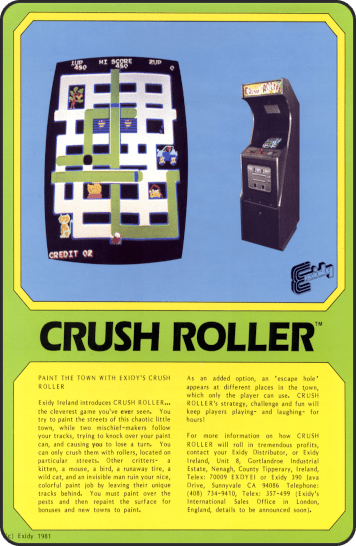 1UP HI SCORE 2UP
490 490 0
CREDIT 02
Exidy
CRUSH ROLLER™
PAINT THE TOWN WITH EXIDY'S CRUSH
ROLLER
Exidy Ireland introduces CRUSH ROLLER...
the cleverest game you've ever seen. You
try to paint the streets of this chaotic little
town, while two mischief-makers follow
your tracks, trying to knock over your paint
can, and causing you to lose a turn. You
can only crush them with rollers, located on
particular streets. Other critters- a
kitten, a mouse, a bird, a runaway tire, a
wild cat, and an invisible man ruin your nice,
colorful paint job by leaving their unique
tracks behind. You must paint over the
pests and then repaint the surface for
bonuses and new towns to paint.
As an added option, an "escape hole"
appears at different places in the town,
which only the player can use. CRUSH
ROLLER's strategy, challenge and fun will
keep players playing- and laughing- for
hours!
For more information on how CRUSH
ROLLER will roll in tremendous profits,
contact your Exidy Distributor, or Exidy
Ireland, Unit 8, Gortlandroe Industrial
Estate, Nenagh, County Tipperary, Ireland,
Telex: 70009 EXDYEI or Exidy 390 Java
Drive, Sunnyvale CA 94086 Telephone:
(408) 734-9410, Telex: 357-499 (Exidy's
International Sales Office in London,
England, details to be announced soon).
(c) Exidy 1981